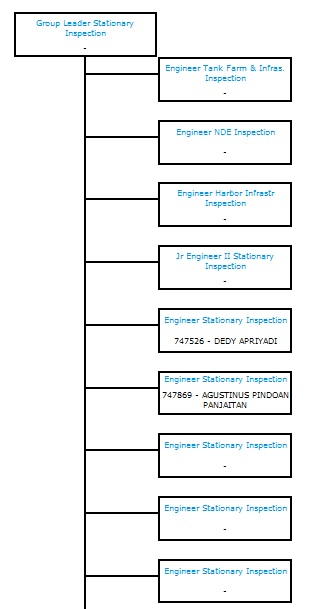 Group Leader Stationary
Inspection
-
Engineer Tank Farm & Infras.
Inspection
-
Engineer NDE Inspection
-
Engineer Harbor Infrastr
Inspection
-
Jr Engineer II Stationary
Inspection
-
Engineer Stationary Inspection
747526 - DEDY APRIYADI
Engineer Stationary Inspection
747869 - AGUSTINUS PINDOAN
PANJAITAN
Engineer Stationary Inspection
-
Engineer Stationary Inspection
-
Engineer Stationary Inspection
-